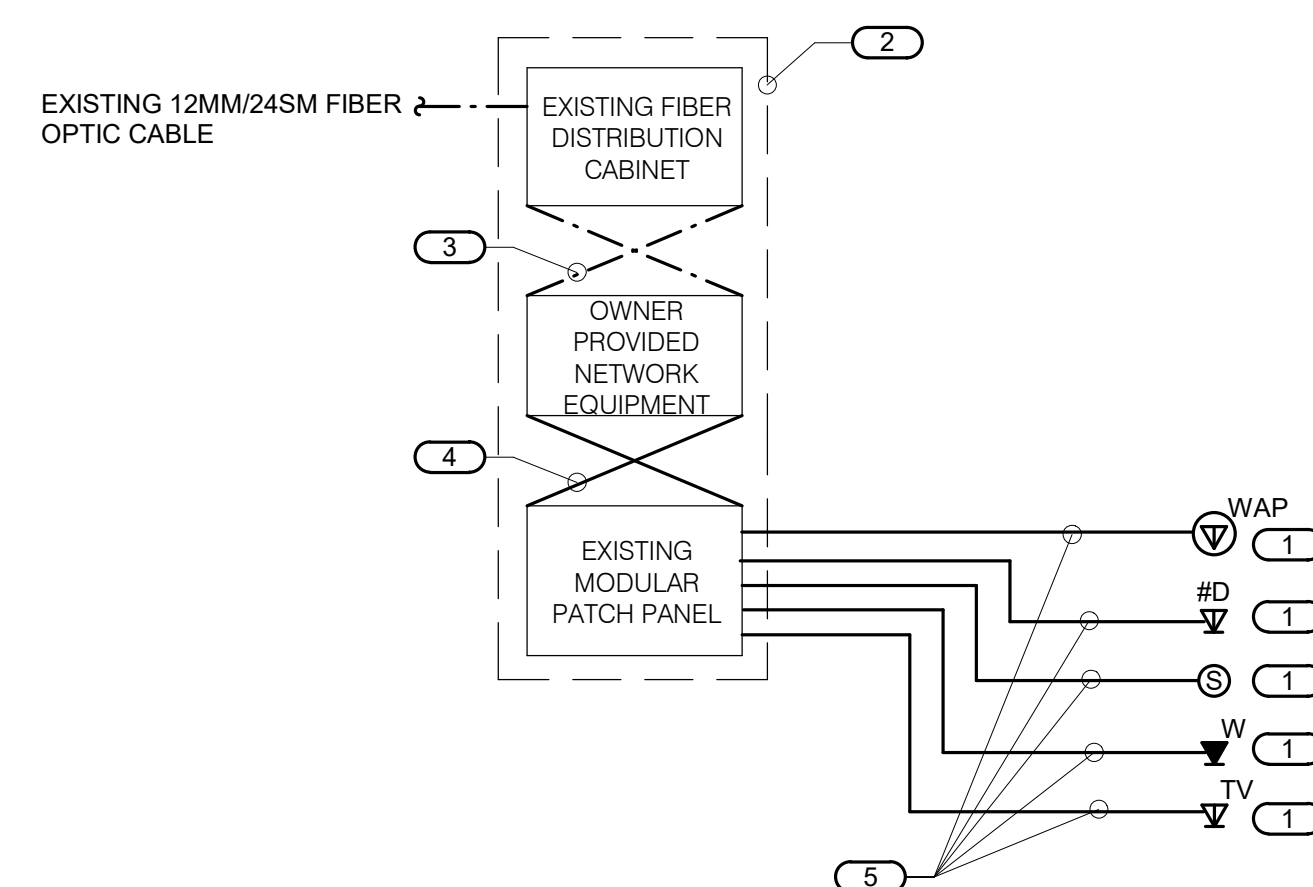 2
EXISTING 12MM/24SM FIBER
OPTIC CABLE
EXISTING FIBER
DISTRIBUTION
CABINET
3
OWNER
PROVIDED
NETWORK
EQUIPMENT
4
EXISTING
MODULAR
PATCH PANEL
WAP
1
#D
1
S
1
W
1
TV
1
5